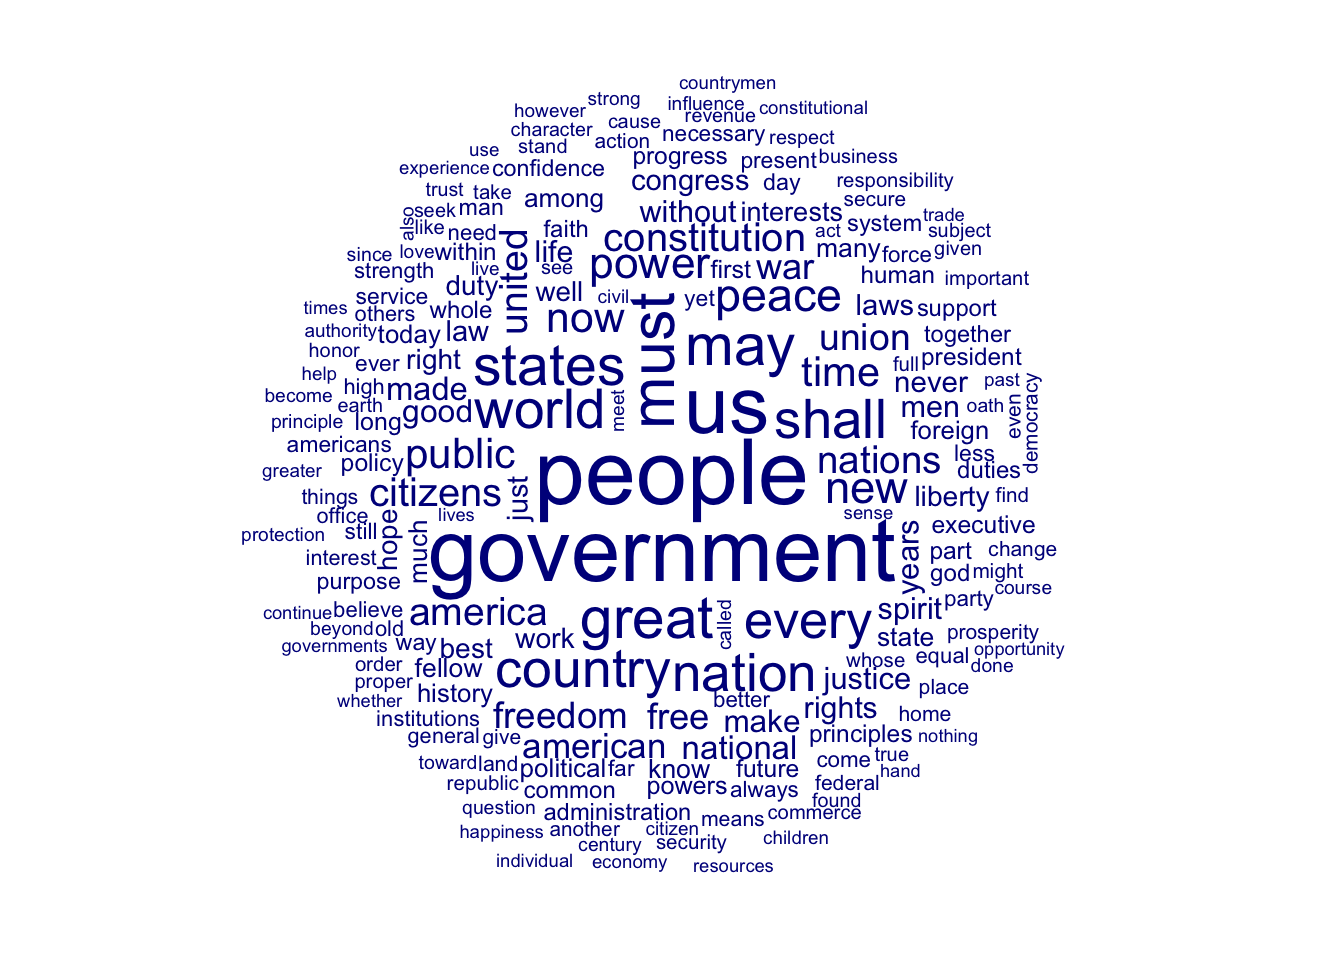 countrymen
strong
influence
constitutional
however
revenue
character
cause
necessary
respect
use
stand
action
progress
present
business
experience
confidence
congress
day
responsibility
trust
take
among
secure
seek
man
without
interests
system
trade
also
like
need
faith
constitution
act
subject
since
love
within
united
life
power
first
war
many
force
given
strength
live
see
human
important
duty
well
civil
must
yet
peace
laws
support
times
service
others
whole
now
authority
today
law
states
may
union
together
honor
ever
right
time
full
president
help
high
made
never
past
become
earth
good
world
meet
us
shall
men
oath
even
democracy
principle
long
foreign
americans
policy
public
people
nations
less
duties
greater
citizens
just
new
liberty
find
things
office
still
hope
much
lives
sense
executive
protection
government
years
part
change
interest
god
might
purpose
course
continue
believe
america
great
called
every
spirit
party
beyond
old
work
state
prosperity
governments
way
best
country
nation
whose
equal
opportunity
order
fellow
justice
done
proper
history
better
place
whether
institutions
freedom
free
make
rights
home
general
give
american
national
principles
nothing
toward
land
political
far
know
future
come
true
hand
republic
common
powers
always
federal
question
administration
means
commerce
found
happiness
another
citizen
century
security
children
individual
economy
resources